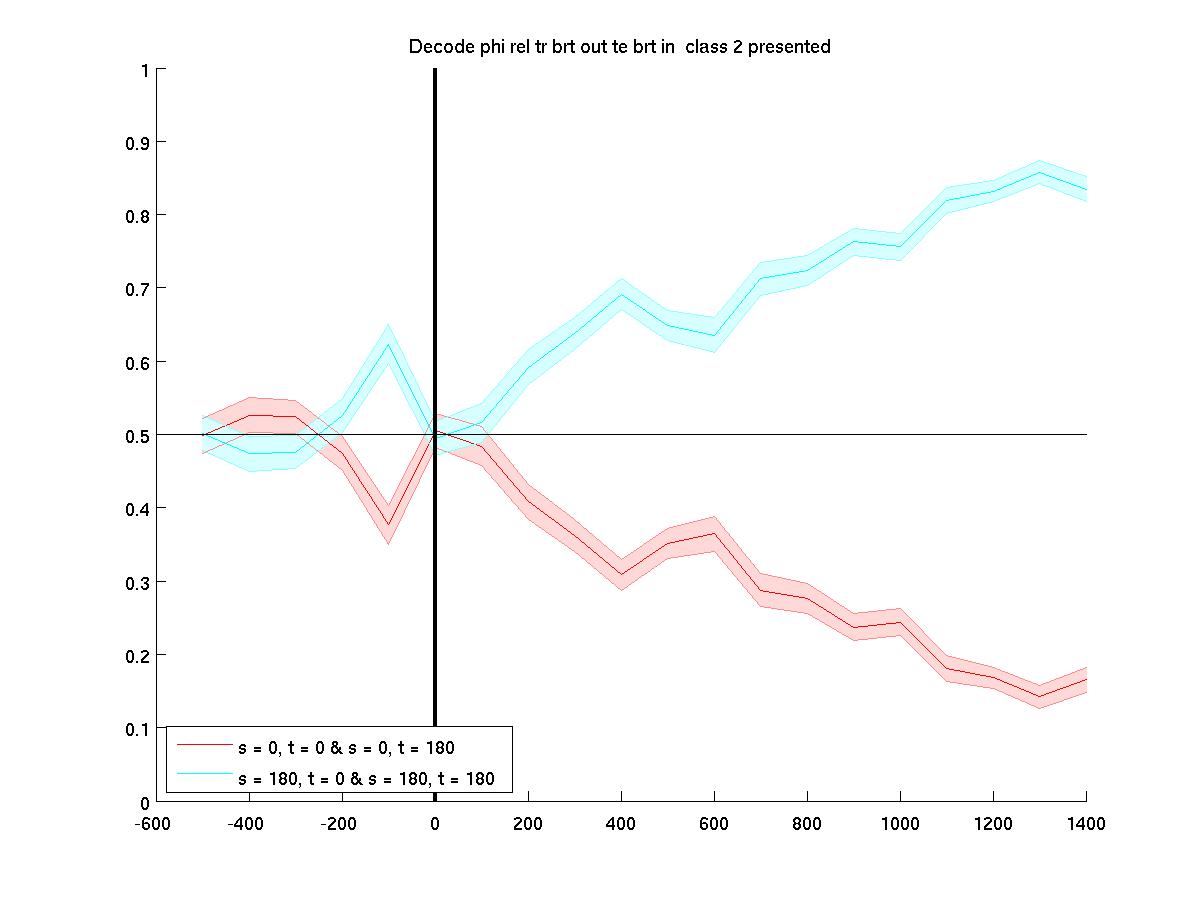 Decode phi rel tr brt out te brt in  class 2 presented
1
0.9
0.8
0.7
0.6
0.5
0.4
0.3
0.2
0.1
0
s = 0, t = 0 & s = 0, t = 180
s = 180, t = 0 & s = 180, t = 180
-600 -400 -200 0 200 400 600 800 1000 1200 1400